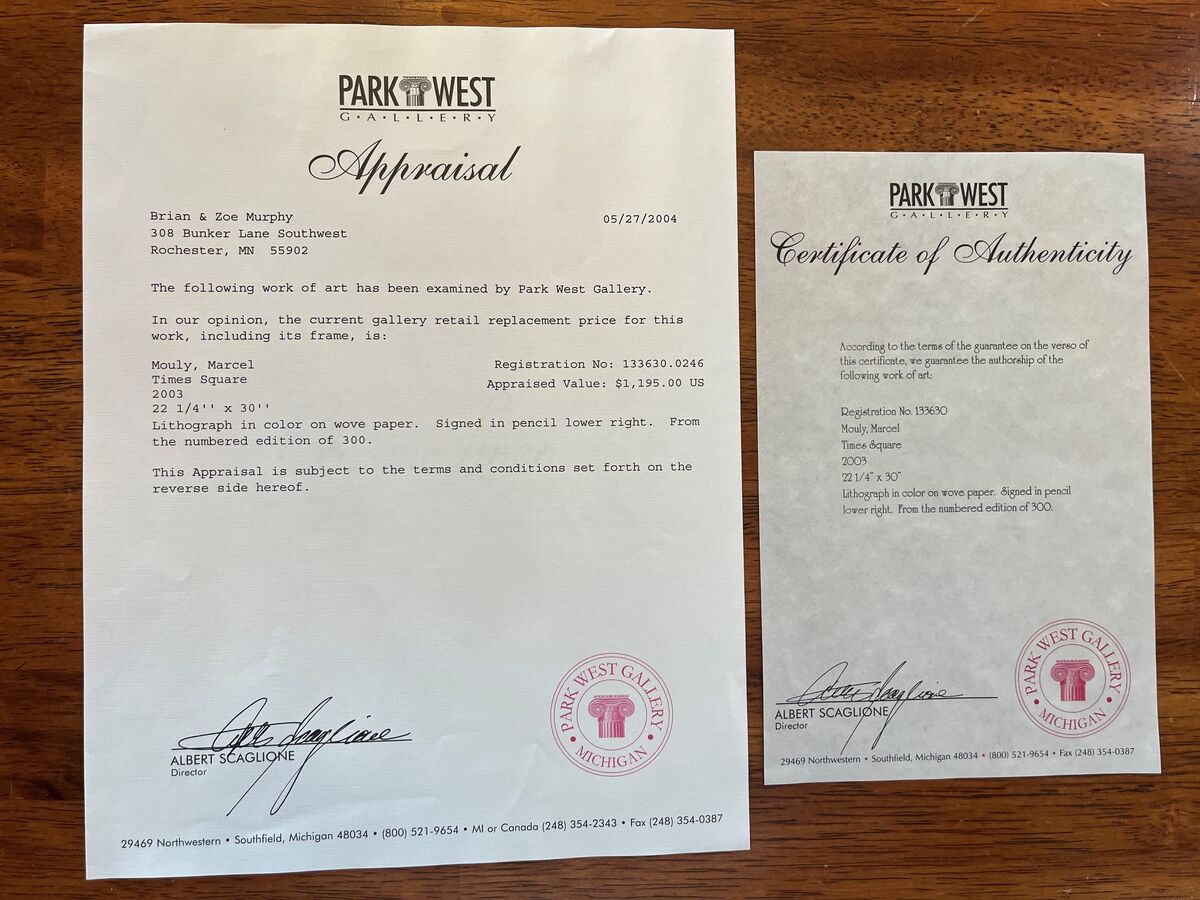 PARK WEST
G•A•L•L•E•R•Y
Appraisal
Brian & Zoe Murphy
05/27/2004
308 Bunker Lane Southwest
Rochester, MN 55902
The following work of art has been examined by Park West Gallery.
In our opinion, the current gallery retail replacement price for this
work, including its frame, is:
Mouly, Marcel
Registration No: 133630.0246
Times Square
Appraised Value: $1,195.00 US
2003
22 1/4'' x 30''
Lithograph in color on wove paper. Signed in pencil lower right. From
the numbered edition of 300.
This Appraisal is subject to the terms and conditions set forth on the
reverse side hereof.
ALBERT SCAGLIONE
Director
PARK WEST GALLERY
• MICHIGAN •
29469 Northwestern • Southfield, Michigan 48034 • (800) 521-9654 • MI or Canada (248) 354-2343 • Fax (248) 354-0387
PARK WEST
G•A•L•L•E•R•Y
Certificate of Authenticity
According to the terms of the guarantee on the verso of
this certificate, we guarantee the authorship of the
following work of art:
Registration No. 133630
Mouly, Marcel
Times Square
2003
22 1/4" x 30"
Lithograph in color on wove paper. Signed in pencil
lower right. From the numbered edition of 300.
ALBERT SCAGLIONE
Director
PARK WEST GALLERY
• MICHIGAN •
29469 Northwestern • Southfield, Michigan 48034 • (800) 521-9654 • Fax (248) 354-0387